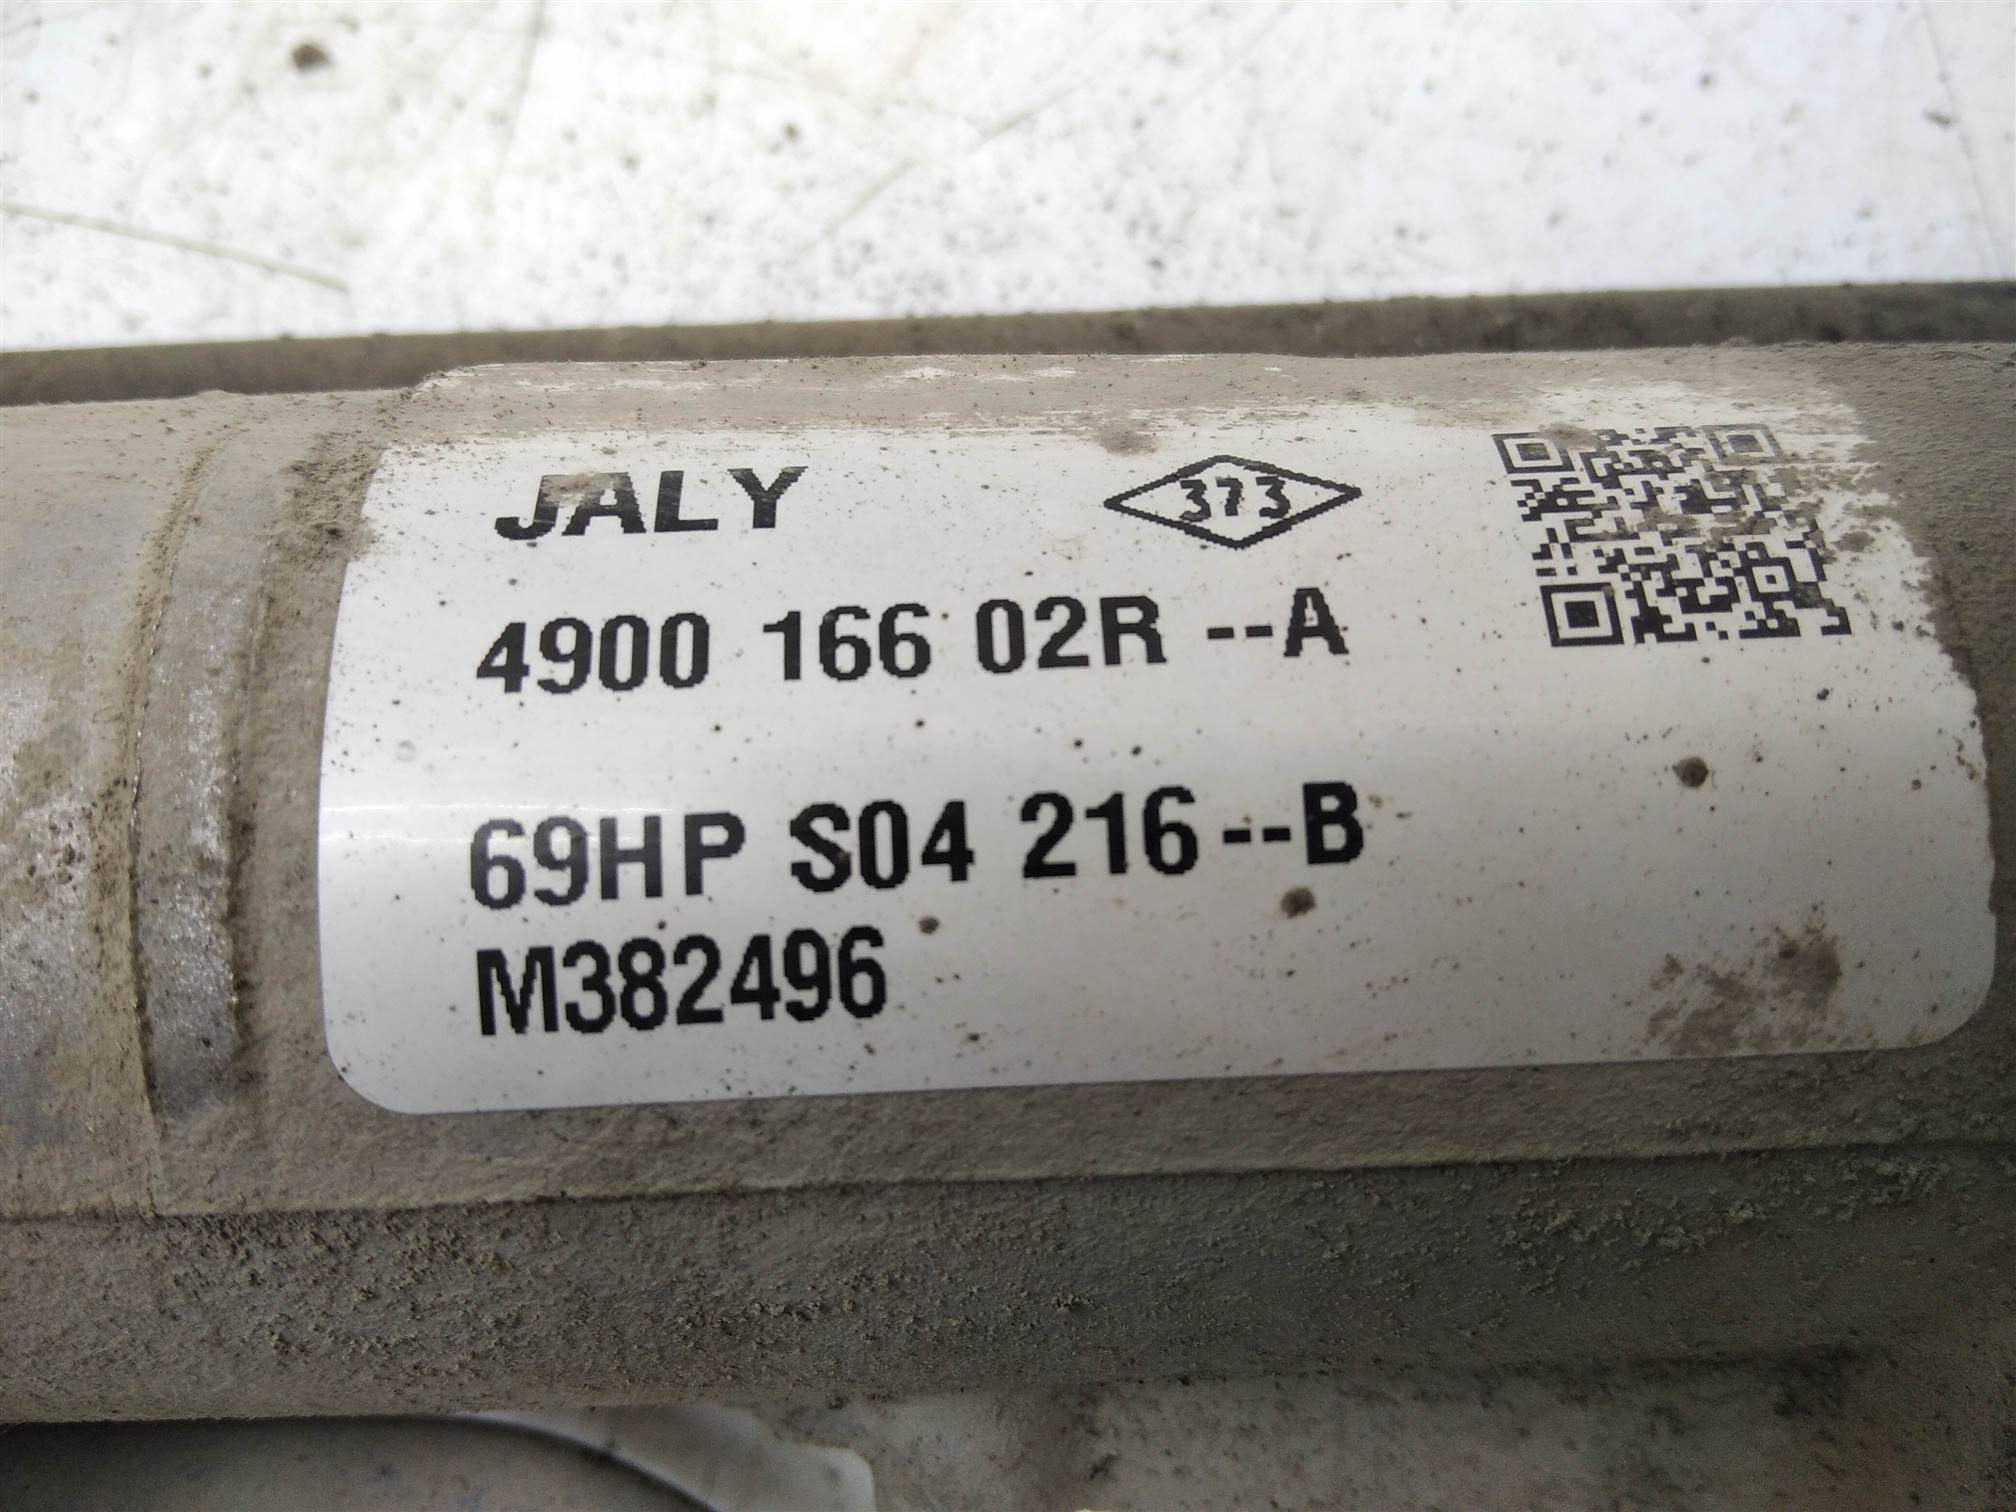 JALY 373
4900 166 02R --A
69HP S04 216--B
M382496